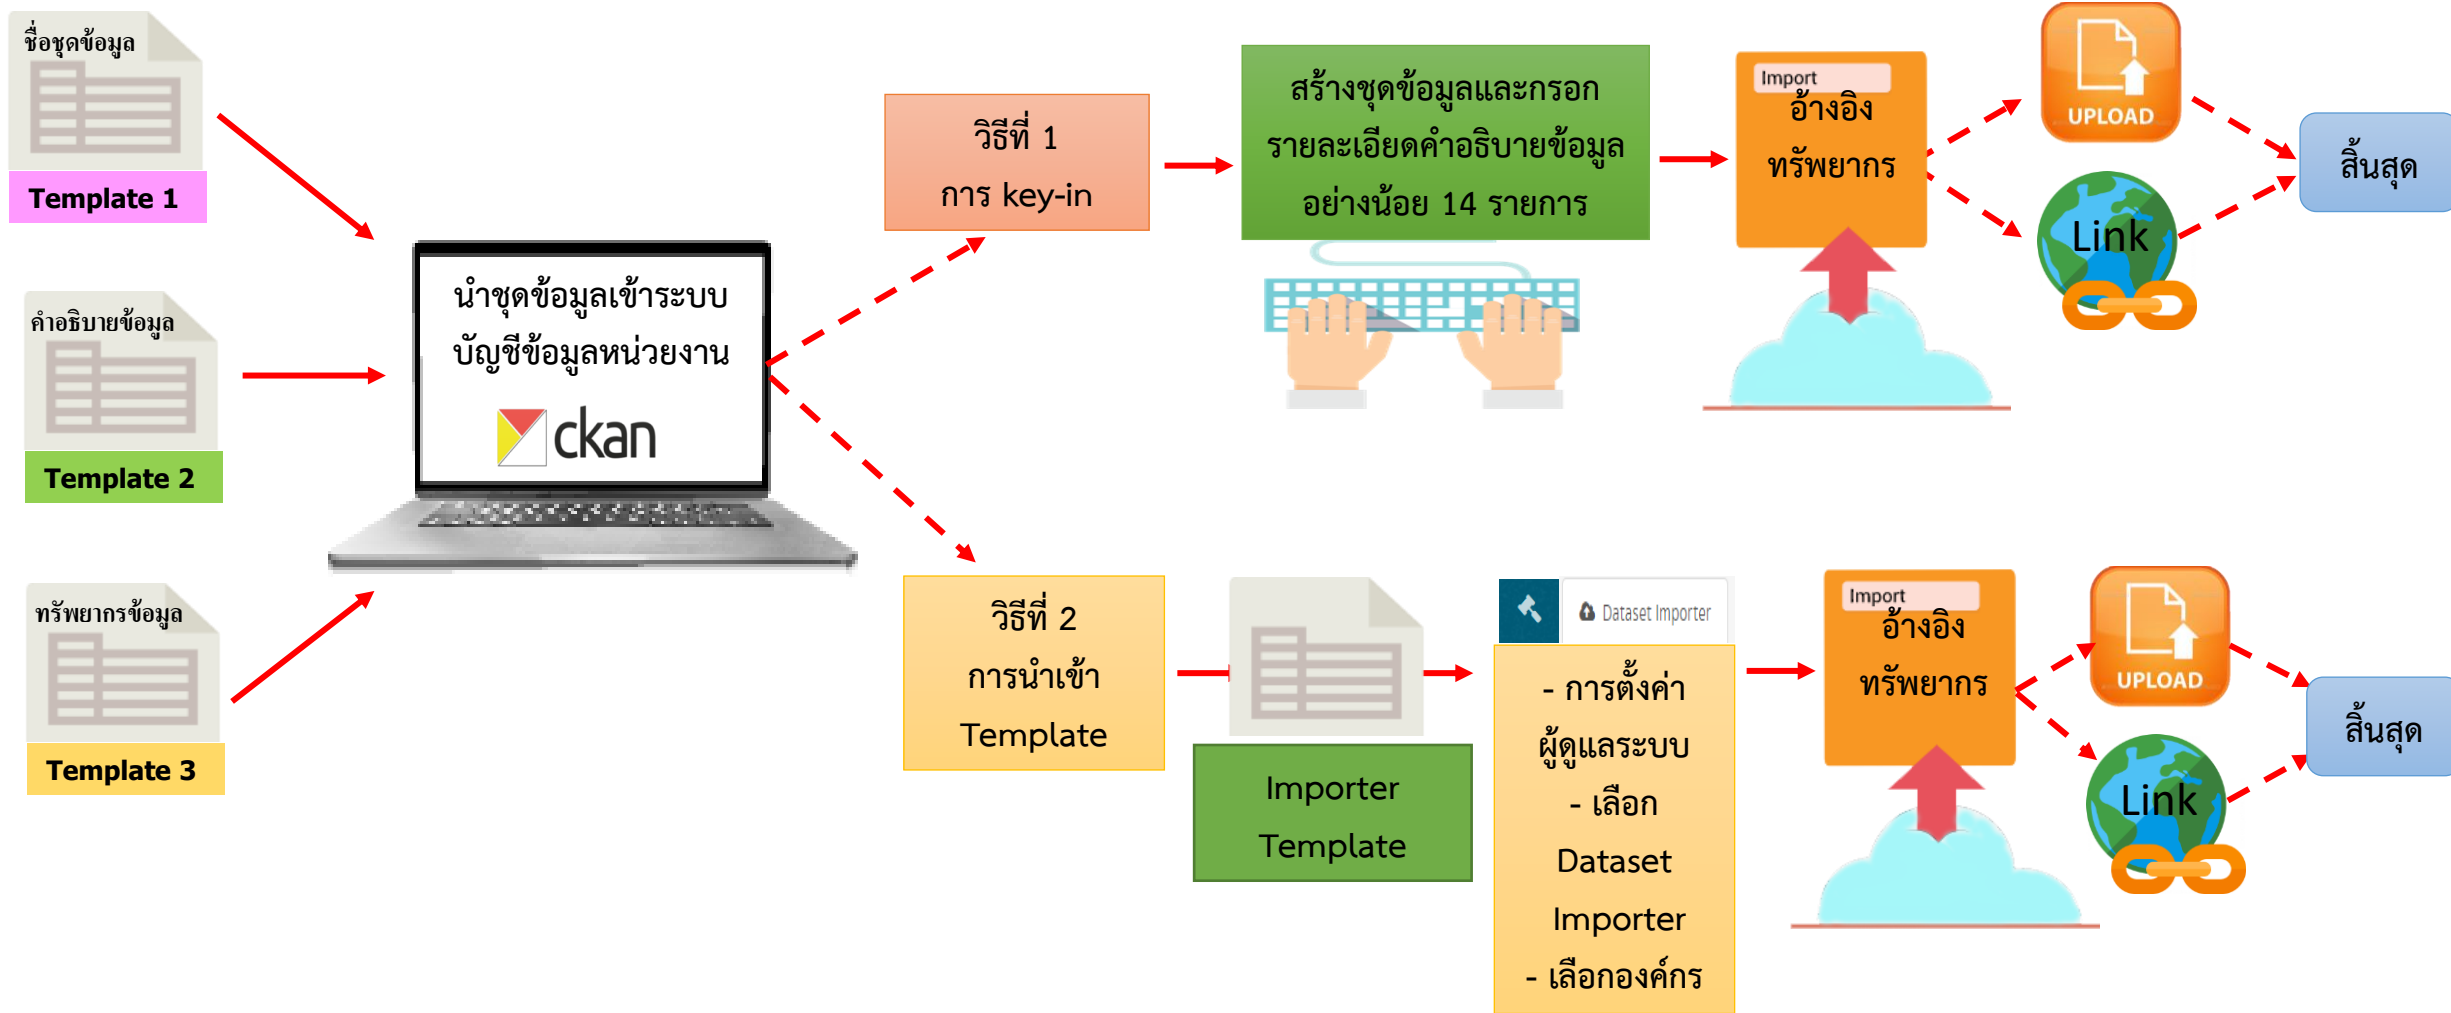 ชื่อชุดข้อมูล
Template 1
คำอธิบายข้อมูล
Template 2
ทรัพยากรข้อมูล
Template 3
นำชุดข้อมูลเข้าระบบ
บัญชีข้อมูลหน่วยงาน
ckan
วิธีที่ 1
การ key-in
สร้างชุดข้อมูลและกรอก
รายละเอียดคำอธิบายข้อมูล
อย่างน้อย 14 รายการ
Import
อ้างอิง
ทรัพยากร
UPLOAD
Link
สิ้นสุด
วิธีที่ 2
การนำเข้า
Template
Importer
Template
Dataset Importer
- การตั้งค่า
ผู้ดูแลระบบ
- เลือก
Dataset
Importer
- เลือกองค์กร
Import
อ้างอิง
ทรัพยากร
UPLOAD
Link
สิ้นสุด